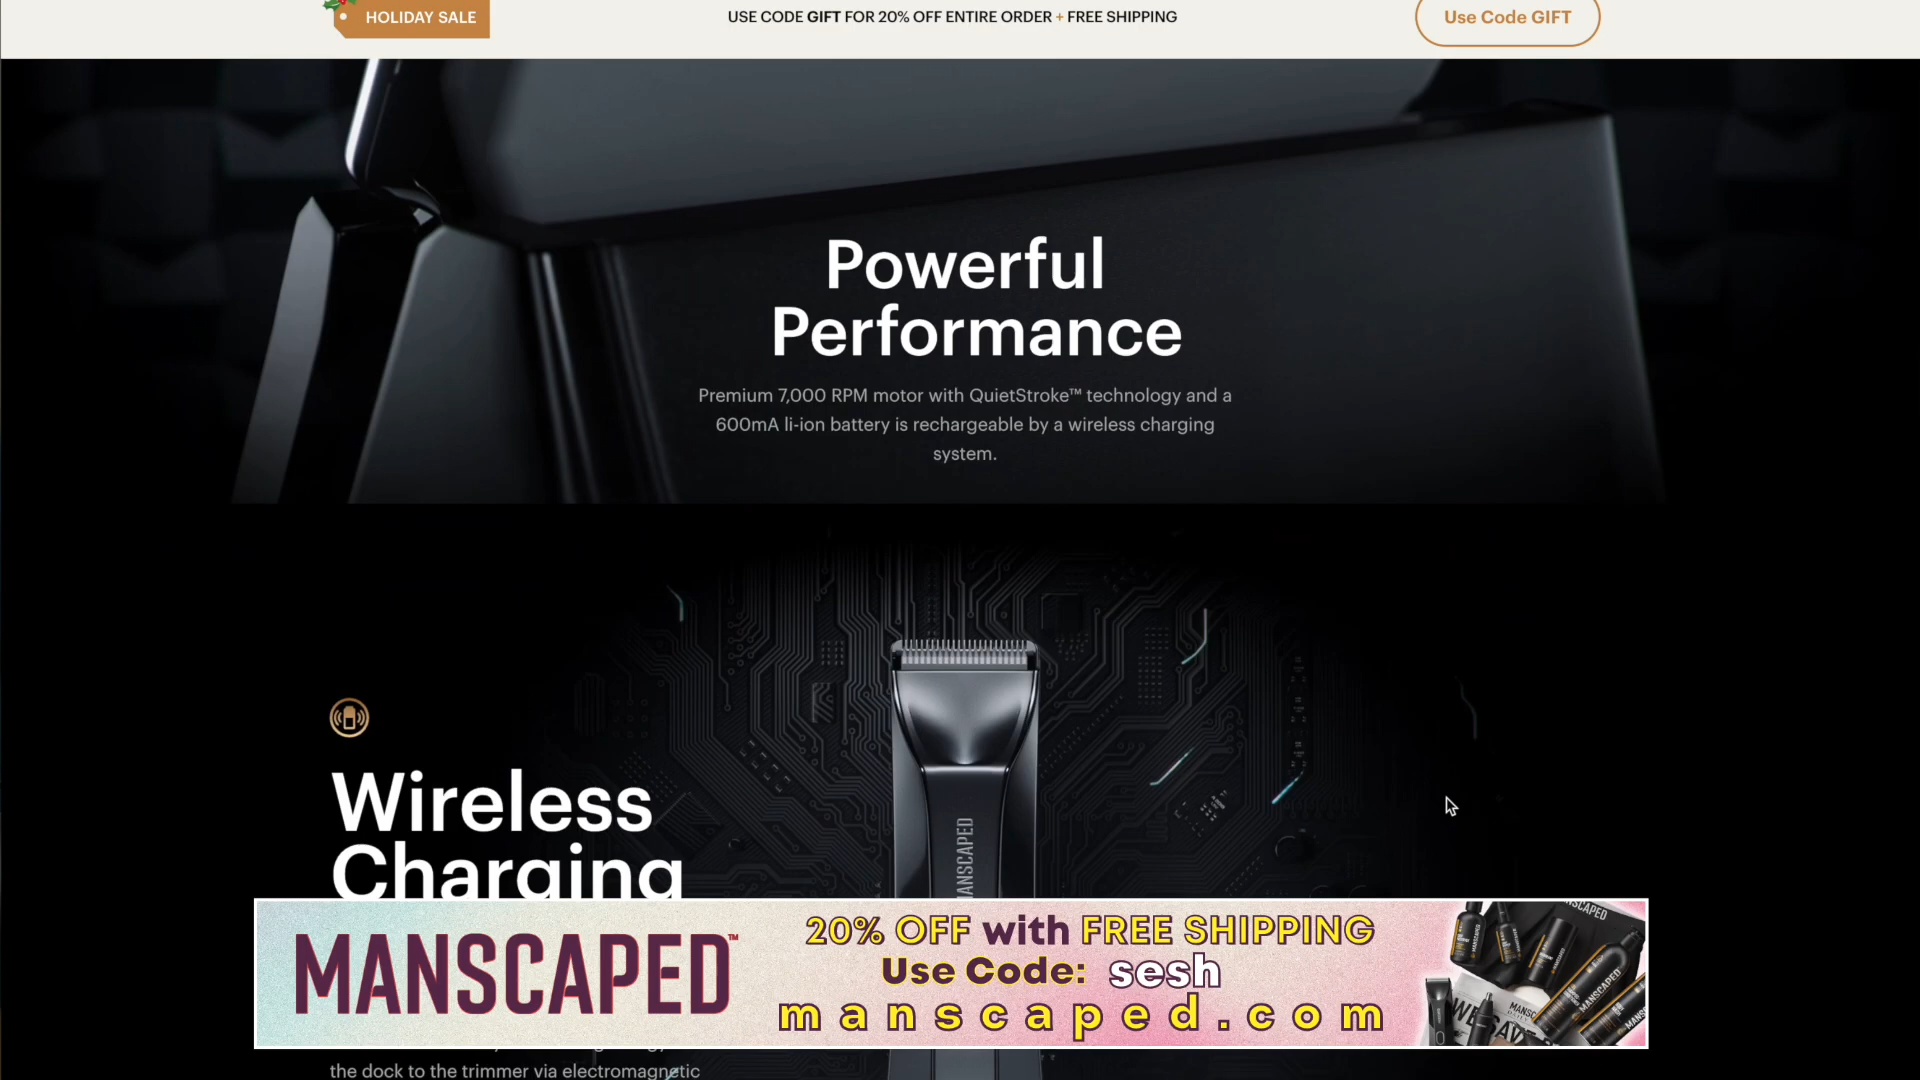 HOLIDAY SALE
USE CODE GIFT FOR 20% OFF ENTIRE ORDER + FREE SHIPPING
Use Code GIFT
Powerful
Performance
Premium 7,000 RPM motor with QuietStroke™ technology and a
600mA li-ion battery is rechargeable by a wireless charging
system.
Wireless
Charging
MANSCAPED
MANSCAPED™
20% OFF with FREE SHIPPING
Use Code: sesh
manscaped.com
MANSCAPED
the dock to the trimmer via electromagnetic